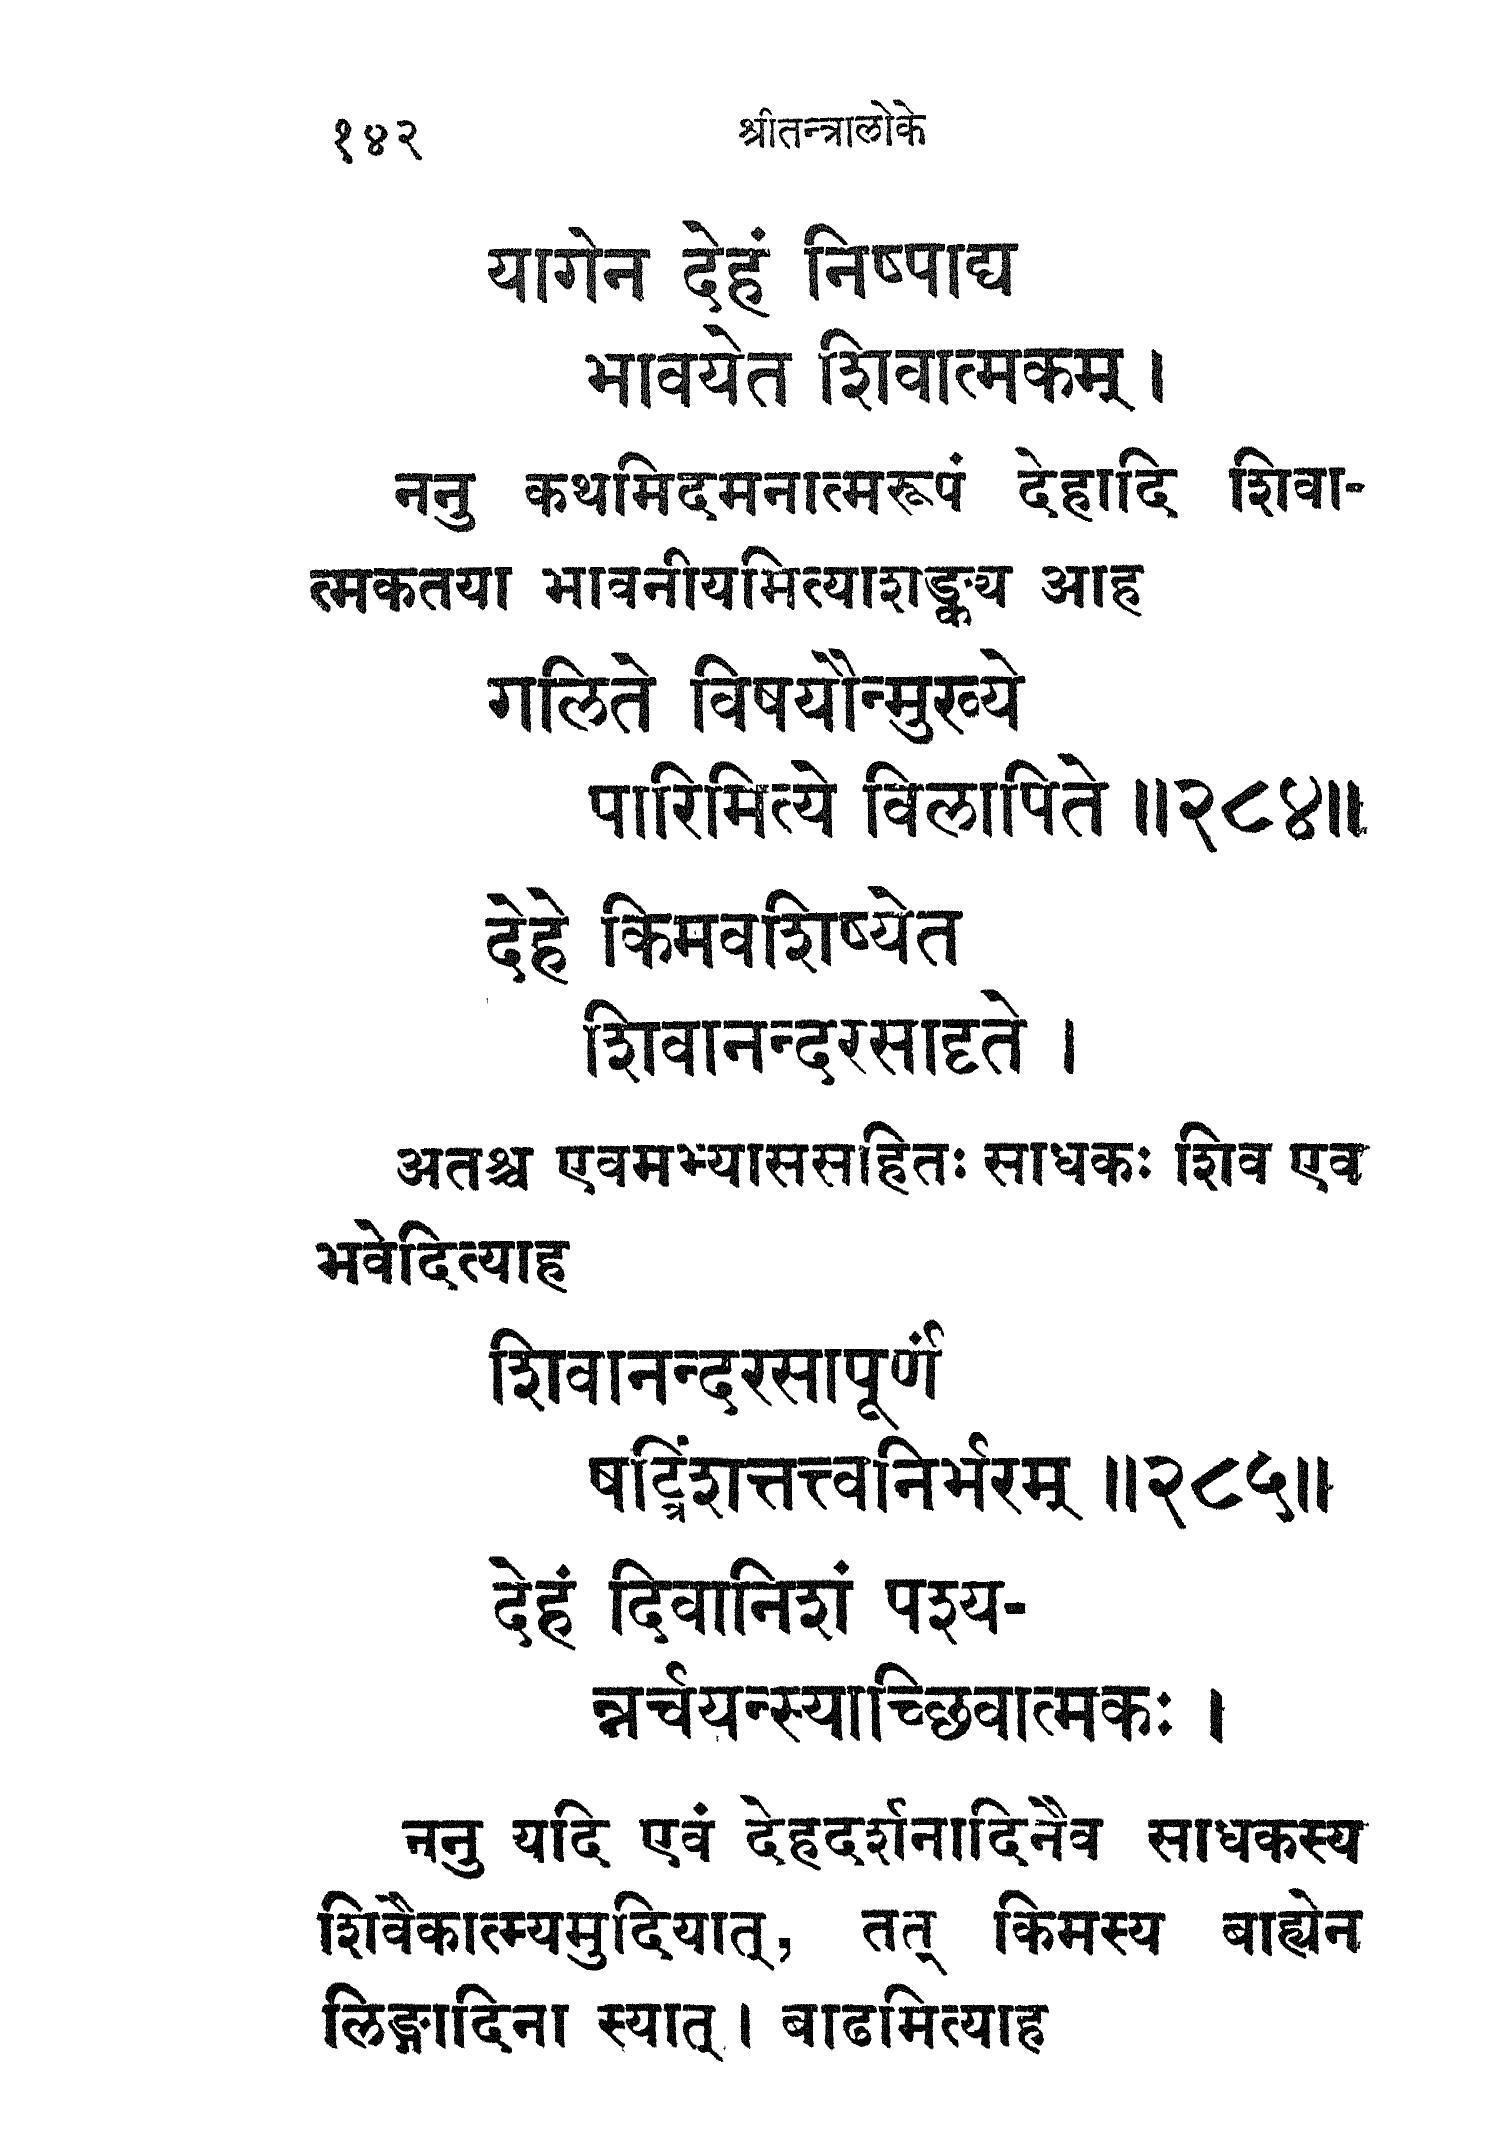 १४२ श्रीतन्त्रालोके
यागेन देहं निष्पाद्य
भावयेत शिवात्मकम् ।
ननु कथमिदमनात्मरूपं देहादि शिवा-
त्मकतया भावनीयमित्याशङ्क्य आह
गलिते विषयौन्मुख्ये
पारिमित्ये विलापिते ॥२८४॥
देहे किमवशिष्येत
शिवानन्दरसादृते ।
अतश्च एवमभ्याससहितः साधकः शिव एव
भवेदित्याह
शिवानन्दरसापूर्णं
षट्त्रिंशत्तत्त्वनिर्भरम् ॥२८५॥
देहं दिवानिशं पश्य-
न्नर्चयन्स्याच्छिवात्मकः ।
ननु यदि एवं देहदर्शनादिनैव साधकस्य
शिवैकात्म्यमुदियात्, तत् किमस्य बाह्येन
लिङ्गादिना स्यात् । बाढमित्याह